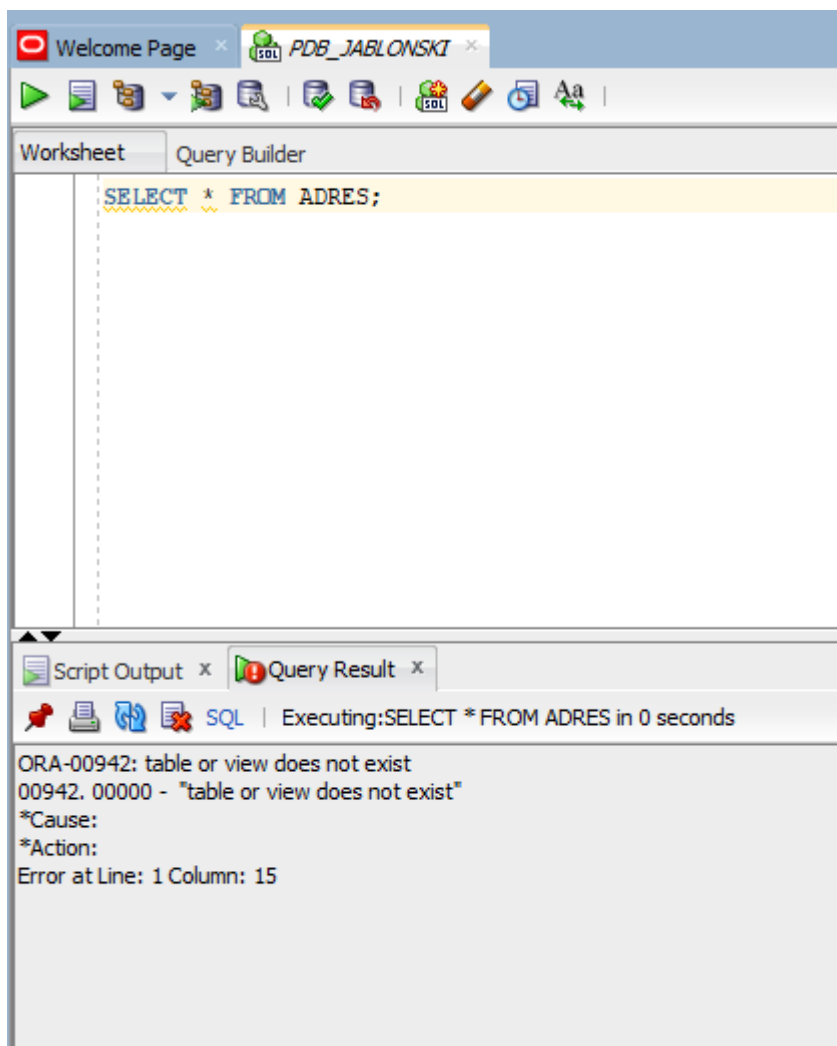 Welcome Page
PDB_JABLONSKI
Worksheet Query Builder
SELECT * FROM ADRES;
Script Output x Query Result x
SQL | Executing:SELECT * FROM ADRES in 0 seconds
ORA-00942: table or view does not exist
00942. 00000 - "table or view does not exist"
*Cause:
*Action:
Error at Line: 1 Column: 15